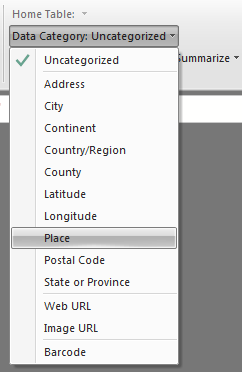 Home Table:
Data Category: Uncategorized
Uncategorized
Summarize
Address
City
Continent
Country/Region
County
Latitude
Longitude
Place
Postal Code
State or Province
Web URL
Image URL
Barcode